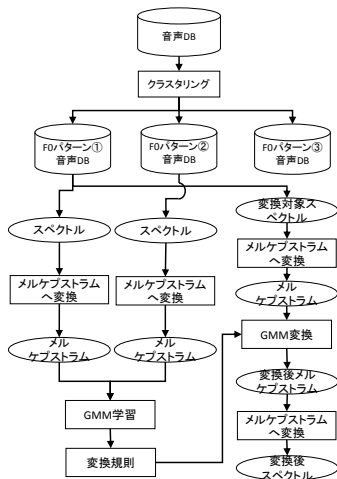 音声DB
クラスタリング
F0パターン①
音声DB
F0パターン②
音声DB
F0パターン③
音声DB
スペクトル
スペクトル
変換対象ス
ペクトル
メルケプストラム
へ変換
メルケプストラム
へ変換
メルケプストラム
へ変換
メル
ケプストラム
メル
ケプストラム
メル
ケプストラム
GMM学習
変換規則
GMM変換
変換後メル
ケプストラム
メルケプストラム
へ変換
変換後
スペクトル